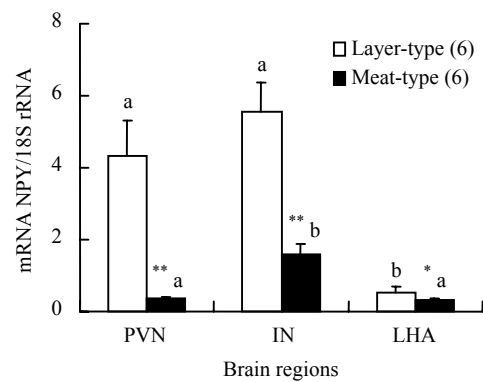 mRNA NPY/18S rRNA
8
6
4
2
0
Layer-type (6)
Meat-type (6)
a
** a
a
** b
b
* a
PVN IN LHA
Brain regions